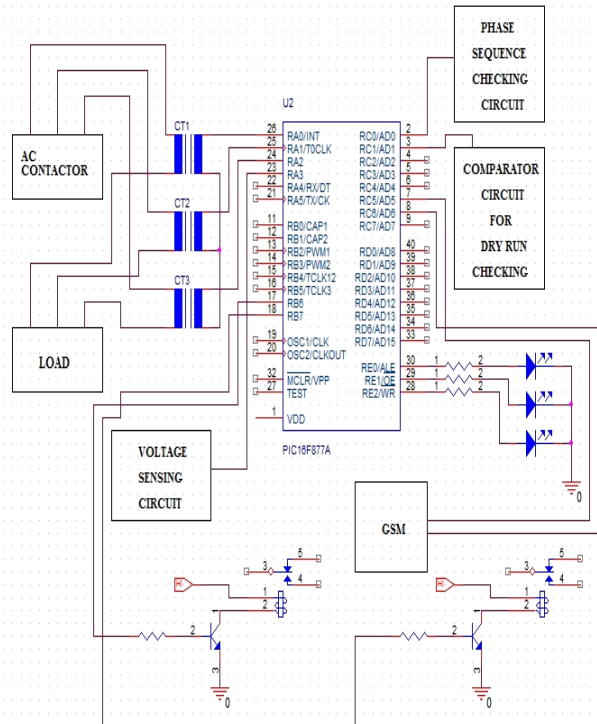 PHASE
SEQUENCE
CHECKING
CIRCUIT
U2
CT1
AC
CONTACTOR
CT2
CT3
LOAD
26 RA0/INT RC0/AD0 2
25 RA1/T0CLK RC1/AD1 3
24 RA2 RC2/AD2 4
23 RA3 RC3/AD3 5
22 RA4/RX/DT RC4/AD4 6
21 RA5/TX/CK RC5/AD5 7
RC6/AD6 8
11 RB0/CAP1 RC7/AD7 9
12 RB1/CAP2
13 RB2/PWM1 RD0/AD8 40
14 RB3/PWM2 RD1/AD9 39
15 RB4/TCLK12 RD2/AD10 38
16 RB5/TCLK3 RD3/AD11 37
17 RB6 RD4/AD12 36
18 RB7 RD5/AD13 35
RD6/AD14 34
19 OSC1/CLK RD7/AD15 33
20 OSC2/CLKOUT
RE0/ALE 30 1 2
32 MCLR/VPP RE1/OE 29 1 2
27 TEST RE2/WR 28 1 2
1 VDD
PIC16F877A
COMPARATOR
CIRCUIT
FOR
DRY RUN
CHECKING
0
VOLTAGE
SENSING
CIRCUIT
GSM
5
3
4
HI
1
2
1
2
3
0
5
3
4
HI
1
2
1
2
3
0